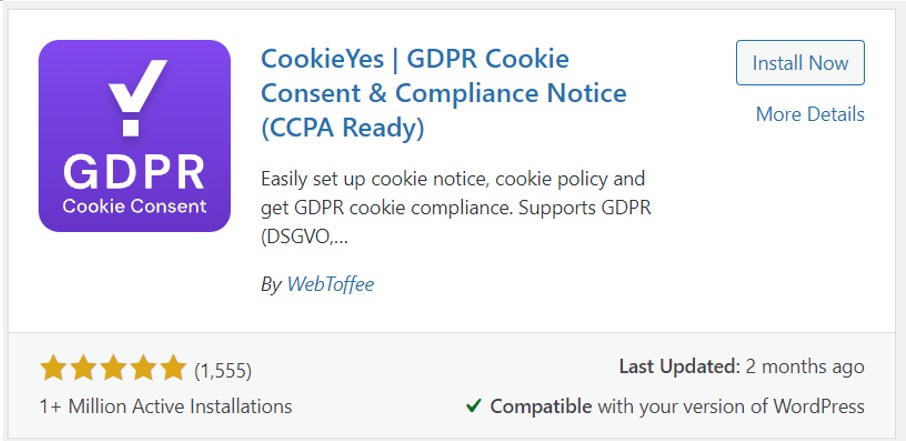 GDPR
Cookie Consent
CookieYes | GDPR Cookie
Consent & Compliance Notice
(CCPA Ready)
Install Now
More Details
Easily set up cookie notice, cookie policy and
get GDPR cookie compliance. Supports GDPR
(DSGVO,...
By WebToffee
(1,555)
1+ Million Active Installations
Last Updated: 2 months ago
Compatible with your version of WordPress